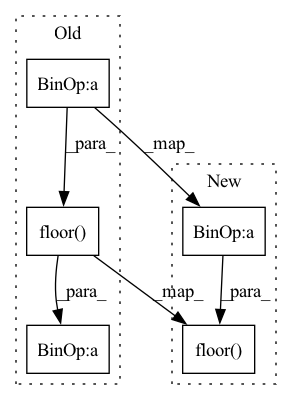 Old
BinOp:a
_para_
_map_
New
floor()
BinOp:a
_para_
_map_
_para_
BinOp:a
floor()